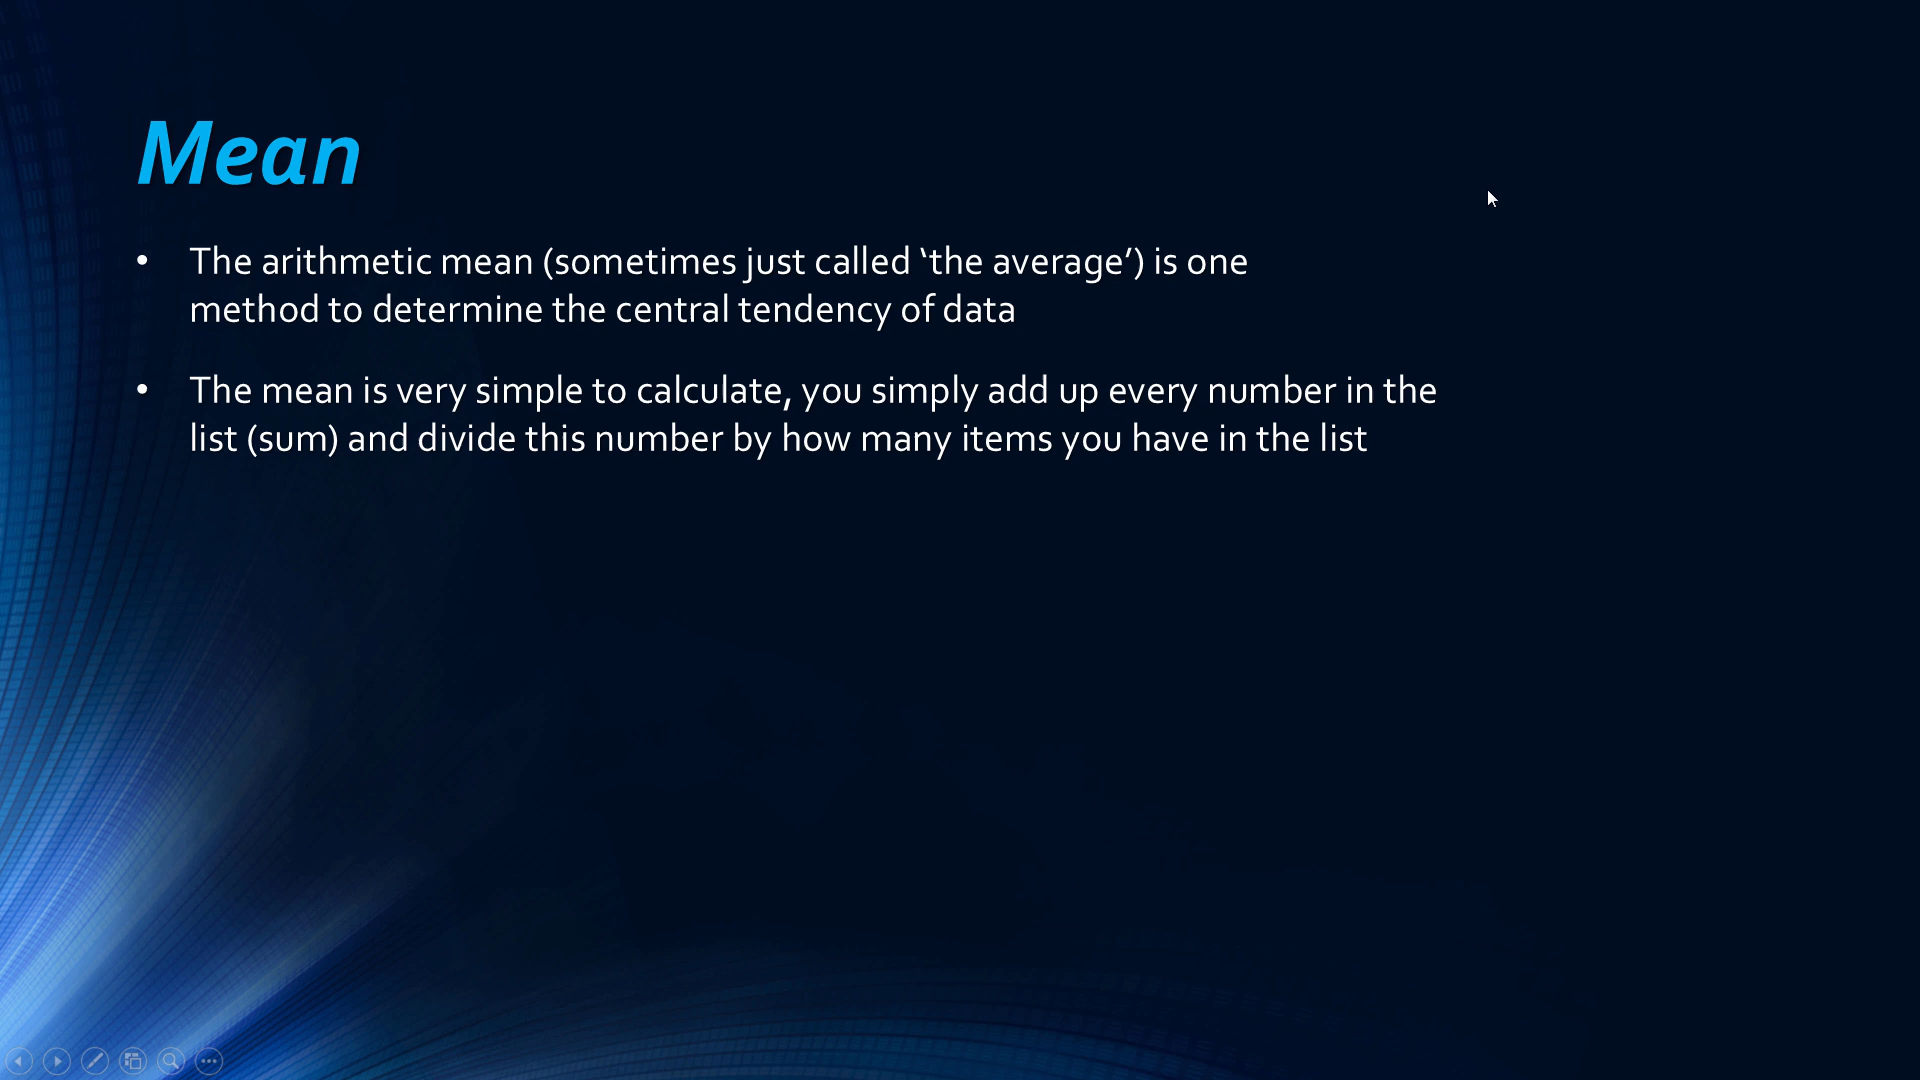 Mean
• The arithmetic mean (sometimes just called ‘the average’) is one
method to determine the central tendency of data
• The mean is very simple to calculate, you simply add up every number in the
list (sum) and divide this number by how many items you have in the list